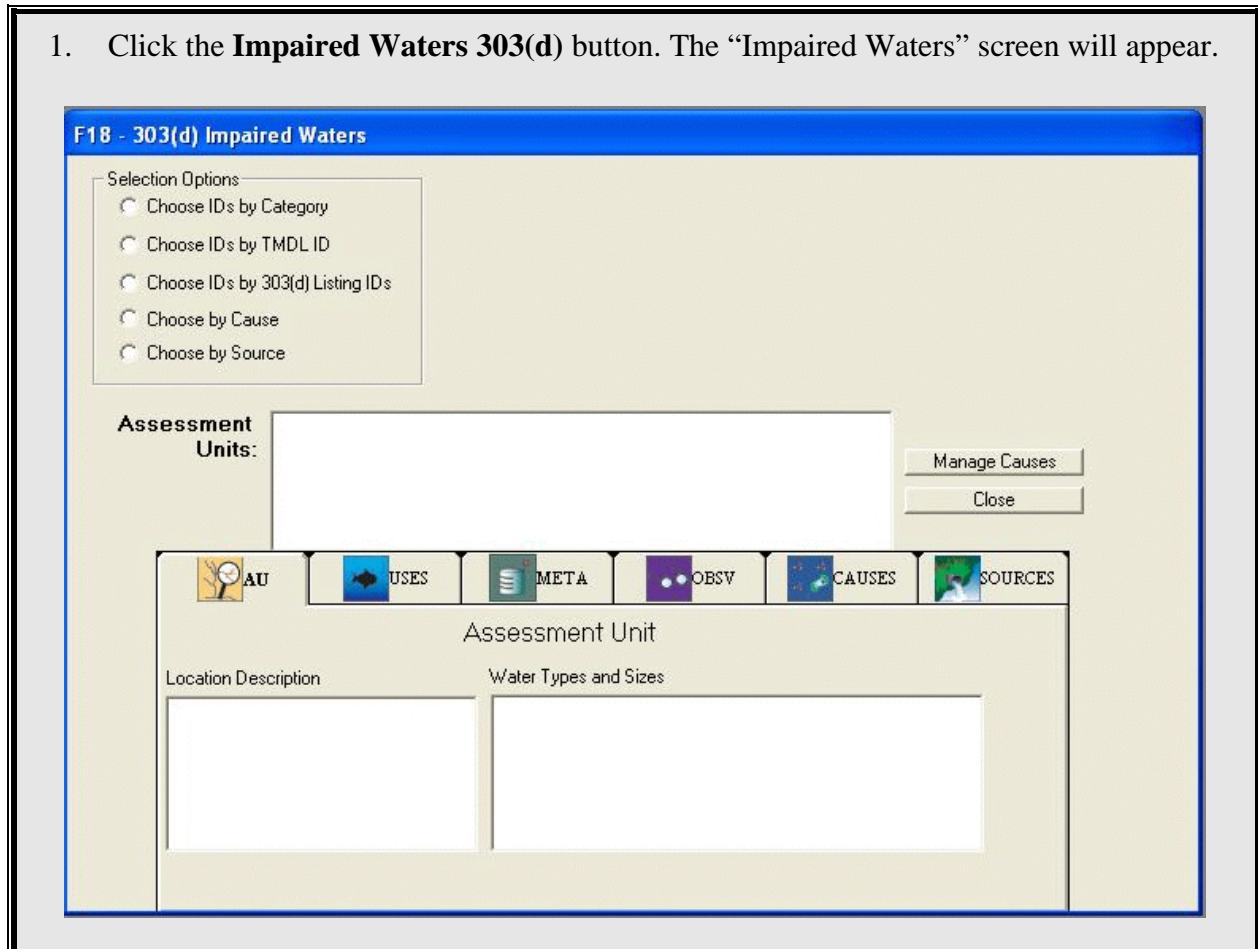 1. Click the Impaired Waters 303(d) button. The “Impaired Waters” screen will appear.
F18 - 303(d) Impaired Waters
Selection Options
Choose IDs by Category
Choose IDs by TMDL ID
Choose IDs by 303(d) Listing IDs
Choose by Cause
Choose by Source
Assessment
Units:
Manage Causes
Close
AU USES META OBSV CAUSES SOURCES
Assessment Unit
Location Description Water Types and Sizes